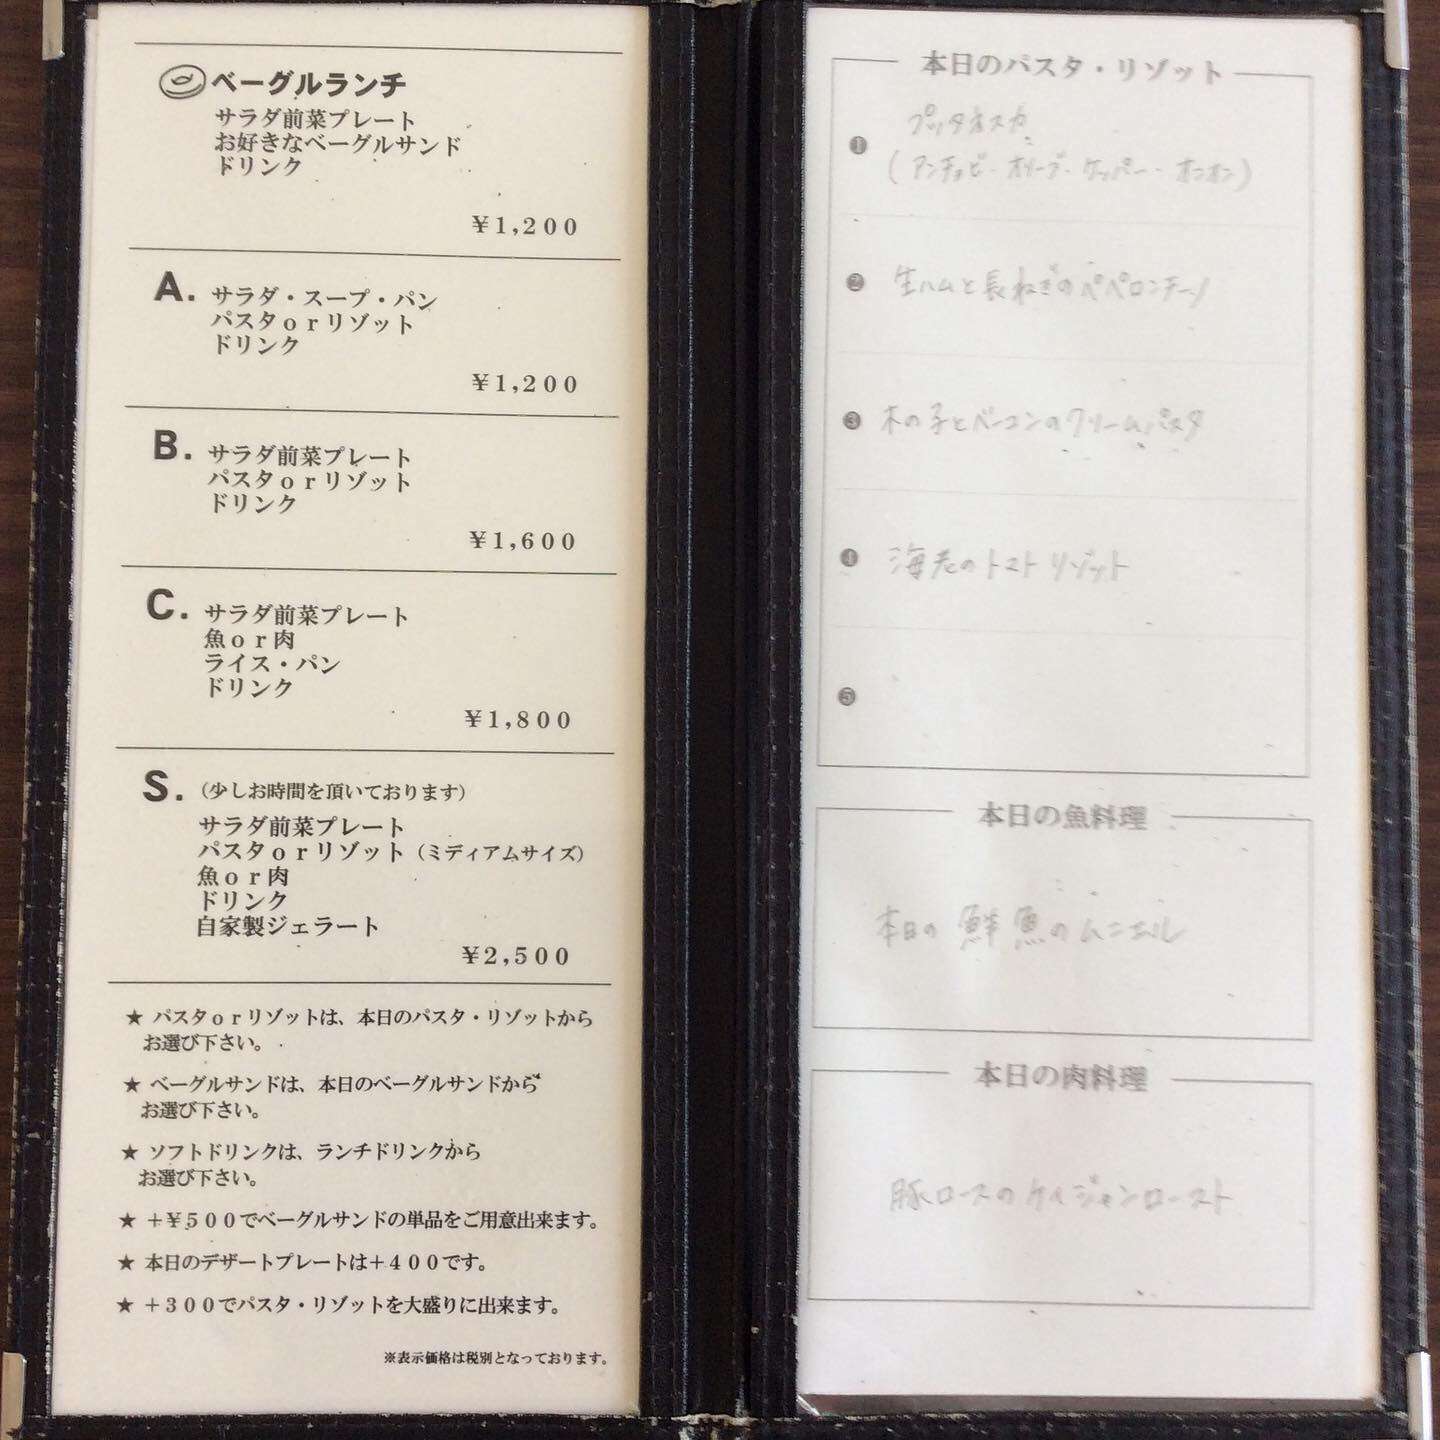 ベーグルランチ
サラダ前菜プレート
お好きなベーグルサンド
ドリンク
¥1,200
A. サラダ・スープ・パン
パスタorリゾット
ドリンク
¥1,200
B. サラダ前菜プレート
パスタorリゾット
ドリンク
¥1,600
C. サラダ前菜プレート
魚or肉
ライス・パン
ドリンク
¥1,800
S. (少しお時間を頂いております)
サラダ前菜プレート
パスタorリゾット(ミディアムサイズ)
魚or肉
ドリンク
自家製ジェラート
¥2,500
★ パスタorリゾットは、本日のパスタ・リゾットから
お選び下さい。
★ ベーグルサンドは、本日のベーグルサンドから
お選び下さい。
★ ソフトドリンクは、ランチドリンクから
お選び下さい。
★ +¥500でベーグルサンドの単品をご用意出来ます。
★ 本日のデザートプレートは+400です。
★ +300でパスタ・リゾットを大盛りに出来ます。
※表示価格は税別となっております。
本日のパスタ・リゾット
❶ プッタネスカ
(アンチョビ・オリーブ・ケッパー・オニオン)
❷ 生ハムと長ねぎのペペロンチーノ
❸ 木の子とベーコンのクリームパスタ
❹ 海老のトマトリゾット
❺
本日の魚料理
本日の鮮魚のムニエル
本日の肉料理
豚ロースのケイジャンロースト